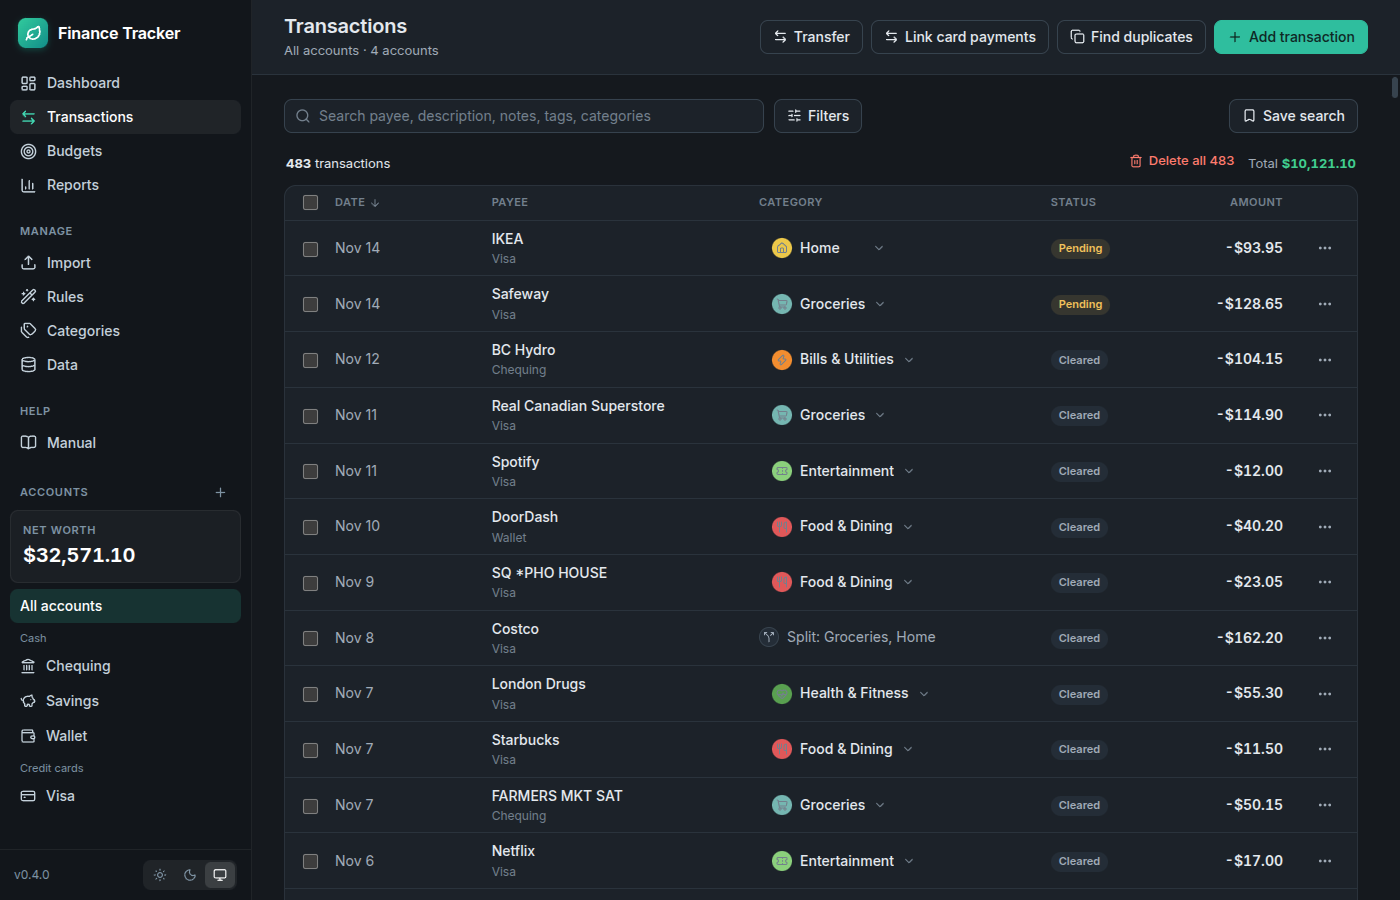 Finance Tracker
Dashboard
Transactions
Budgets
Reports
MANAGE
Import
Rules
Categories
Data
HELP
Manual
ACCOUNTS
NET WORTH
$32,571.10
All accounts
Cash
Chequing
Savings
Wallet
Credit cards
Visa
v0.4.0
Transactions
All accounts · 4 accounts
Transfer
Link card payments
Find duplicates
Add transaction
Search payee, description, notes, tags, categories
Filters
Save search
483 transactions
Delete all 483
Total $10,121.10
DATE PAYEE CATEGORY STATUS AMOUNT
Nov 14 IKEA Home Pending -$93.95
Visa
Nov 14 Safeway Groceries Pending -$128.65
Visa
Nov 12 BC Hydro Bills & Utilities Cleared -$104.15
Chequing
Nov 11 Real Canadian Superstore Groceries Cleared -$114.90
Visa
Nov 11 Spotify Entertainment Cleared -$12.00
Visa
Nov 10 DoorDash Food & Dining Cleared -$40.20
Wallet
Nov 9 SQ *PHO HOUSE Food & Dining Cleared -$23.05
Visa
Nov 8 Costco Split: Groceries, Home Cleared -$162.20
Visa
Nov 7 London Drugs Health & Fitness Cleared -$55.30
Visa
Nov 7 Starbucks Food & Dining Cleared -$11.50
Visa
Nov 7 FARMERS MKT SAT Groceries Cleared -$50.15
Chequing
Nov 6 Netflix Entertainment Cleared -$17.00
Visa